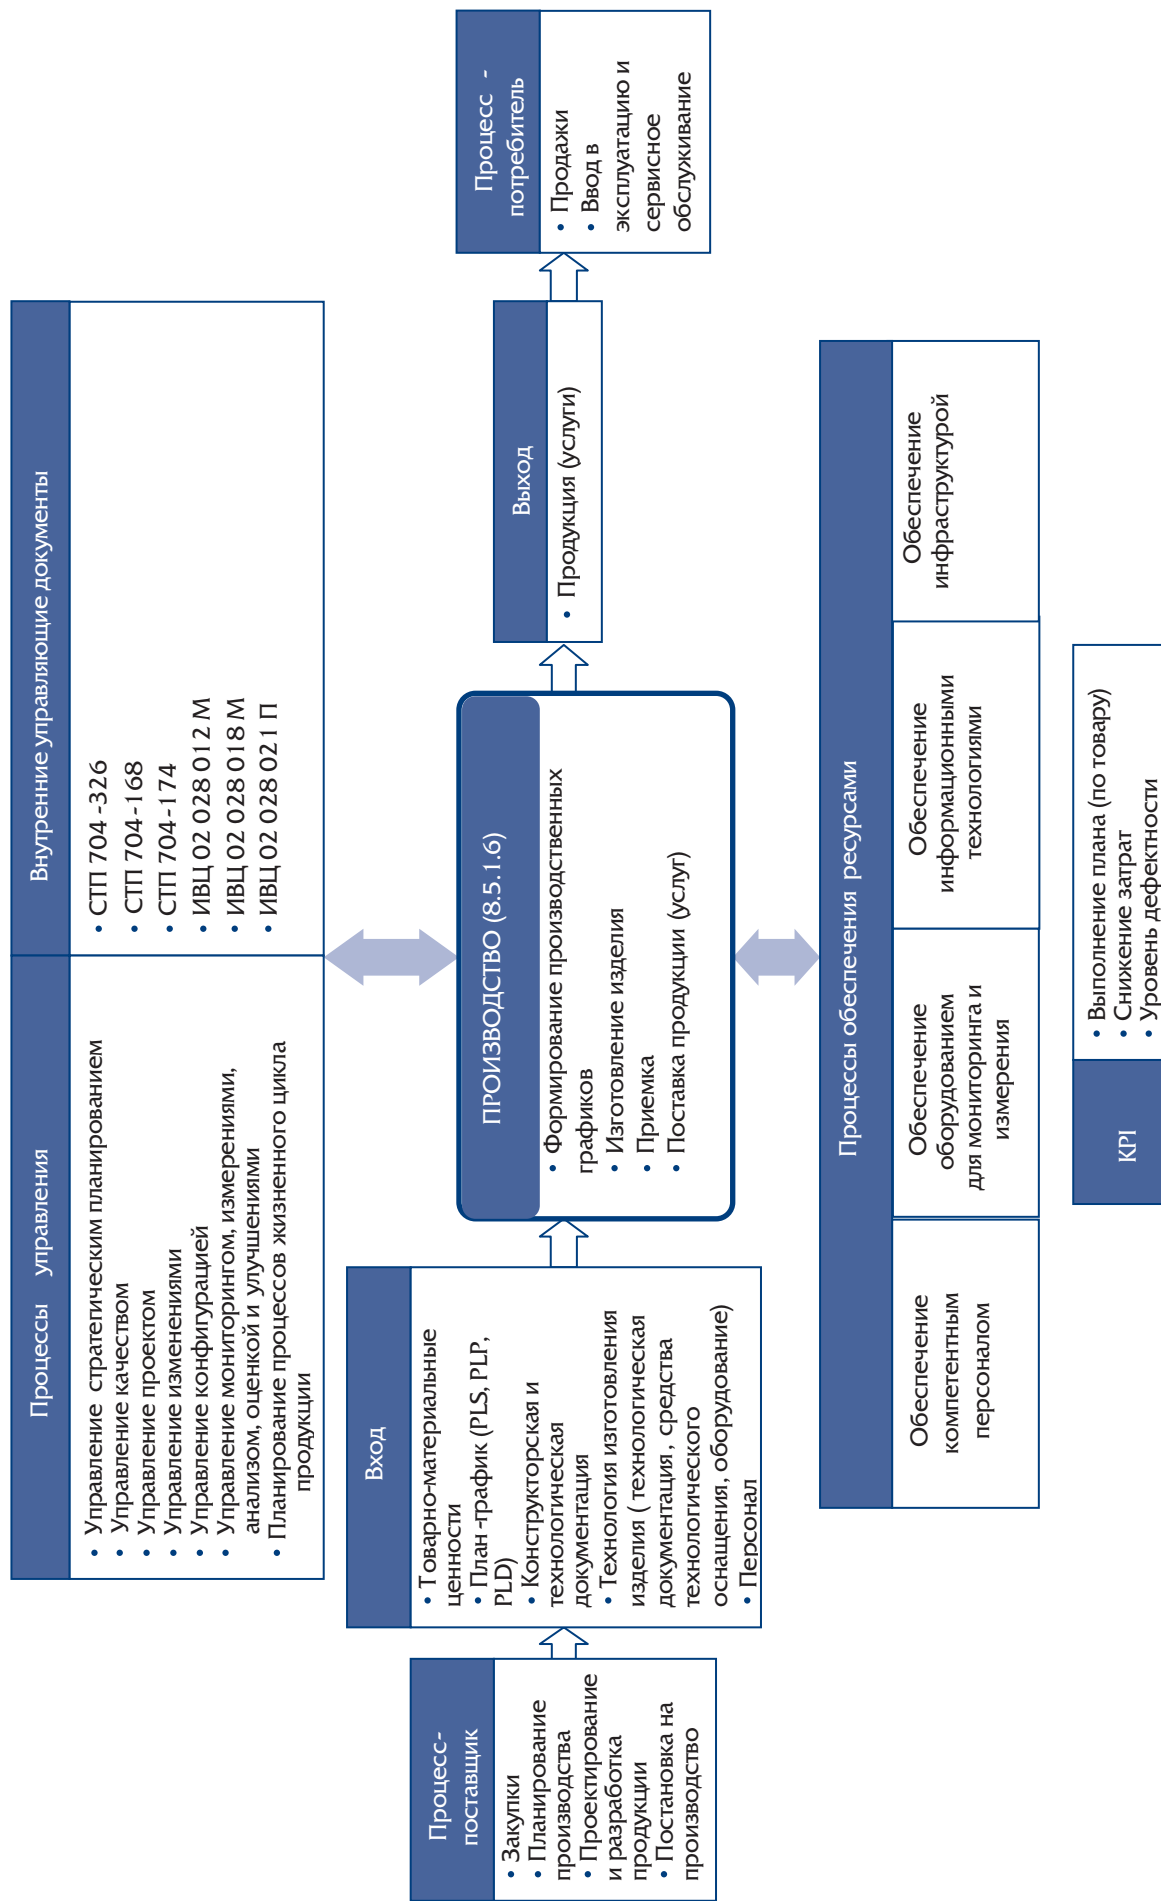 Процессы управления
Внутренние управляющие документы
• Управление стратегическим планированием
• Управление качеством
• Управление проектом
• Управление изменениями
• Управление конфигурацией
• Управление мониторингом, измерениями,
анализом, оценкой и улучшениями
• Планирование процессов жизненного цикла
продукции
• СТП 704 -326
• СТП 704-168
• СТП 704-174
• ИВЦ 02 028 012 М
• ИВЦ 02 028 018 М
• ИВЦ 02 028 021 П
Процесс-
поставщик
• Закупки
• Планирование
производства
• Проектирование
и разработка
продукции
• Постановка на
производство
Вход
• Товарно-материальные
ценности
• План -график (PLS, PLP,
PLD)
• Конструкторская и
технологическая
документация
• Технология изготовления
изделия ( технологическая
документация, средства
технологического
оснащения, оборудование)
• Персонал
ПРОИЗВОДСТВО (8.5.1.6)
• Формирование производственных
графиков
• Изготовление изделия
• Приемка
• Поставка продукции (услуг)
Выход
• Продукция (услуги)
Процесс -
потребитель
• Продажи
• Ввод в
эксплуатацию и
сервисное
обслуживание
Процессы обеспечения ресурсами
Обеспечение
компетентным
персоналом
Обеспечение
оборудованием
для мониторинга и
измерения
Обеспечение
информационными
технологиями
Обеспечение
инфраструктурой
KPI
• Выполнение плана (по товару)
• Снижение затрат
• Уровень дефектности